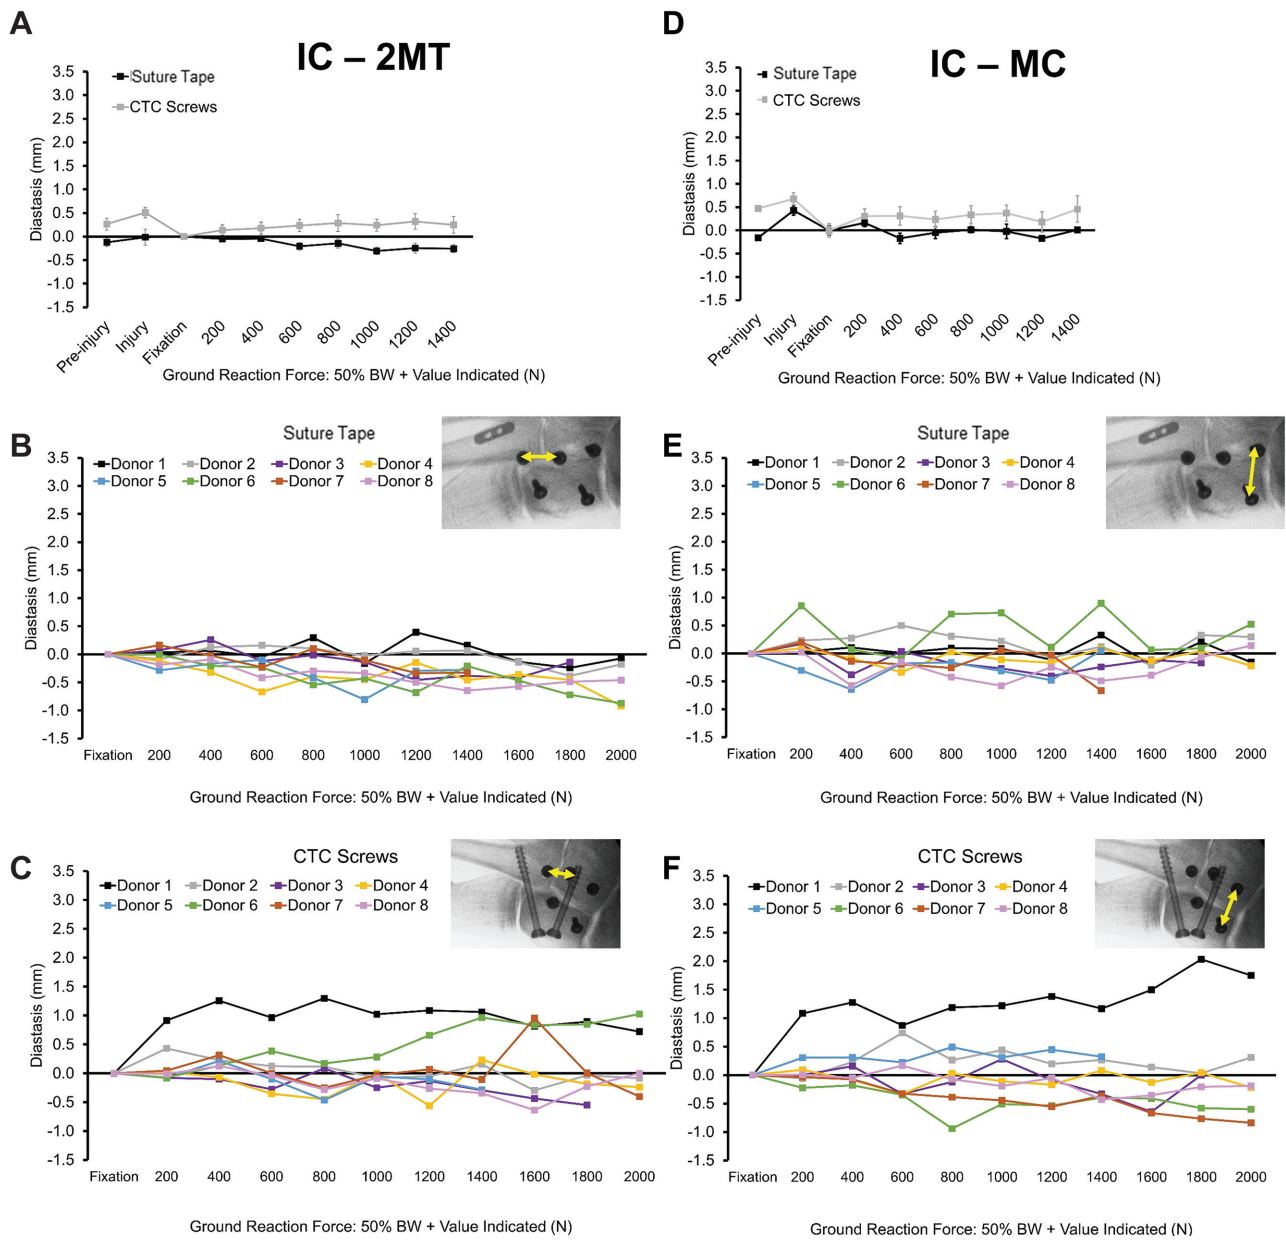 A
IC – 2MT
3.5
3.0
2.5
2.0
1.5
1.0
0.5
0.0
-0.5
-1.0
-1.5
Diastasis (mm)
Suture Tape
CTC Screws
Pre-injury
Injury
Fixation
200
400
600
800
1000
1200
1400
Ground Reaction Force: 50% BW + Value Indicated (N)
D
IC – MC
3.5
3.0
2.5
2.0
1.5
1.0
0.5
0.0
-0.5
-1.0
-1.5
Diastasis (mm)
Suture Tape
CTC Screws
Pre-injury
Injury
Fixation
200
400
600
800
1000
1200
1400
Ground Reaction Force: 50% BW + Value Indicated (N)
B
Suture Tape
Donor 1 Donor 2 Donor 3 Donor 4
Donor 5 Donor 6 Donor 7 Donor 8
3.5
3.0
2.5
2.0
1.5
1.0
0.5
0.0
-0.5
-1.0
-1.5
Diastasis (mm)
Fixation 200 400 600 800 1000 1200 1400 1600 1800 2000
Ground Reaction Force: 50% BW + Value Indicated (N)
E
Suture Tape
Donor 1 Donor 2 Donor 3 Donor 4
Donor 5 Donor 6 Donor 7 Donor 8
3.5
3.0
2.5
2.0
1.5
1.0
0.5
0.0
-0.5
-1.0
-1.5
Diastasis (mm)
Fixation 200 400 600 800 1000 1200 1400 1600 1800 2000
Ground Reaction Force: 50% BW + Value Indicated (N)
C
CTC Screws
Donor 1 Donor 2 Donor 3 Donor 4
Donor 5 Donor 6 Donor 7 Donor 8
3.5
3.0
2.5
2.0
1.5
1.0
0.5
0.0
-0.5
-1.0
-1.5
Diastasis (mm)
Fixation 200 400 600 800 1000 1200 1400 1600 1800 2000
Ground Reaction Force: 50% BW + Value Indicated (N)
F
CTC Screws
Donor 1 Donor 2 Donor 3 Donor 4
Donor 5 Donor 6 Donor 7 Donor 8
3.5
3.0
2.5
2.0
1.5
1.0
0.5
0.0
-0.5
-1.0
-1.5
Diastasis (mm)
Fixation 200 400 600 800 1000 1200 1400 1600 1800 2000
Ground Reaction Force: 50% BW + Value Indicated (N)